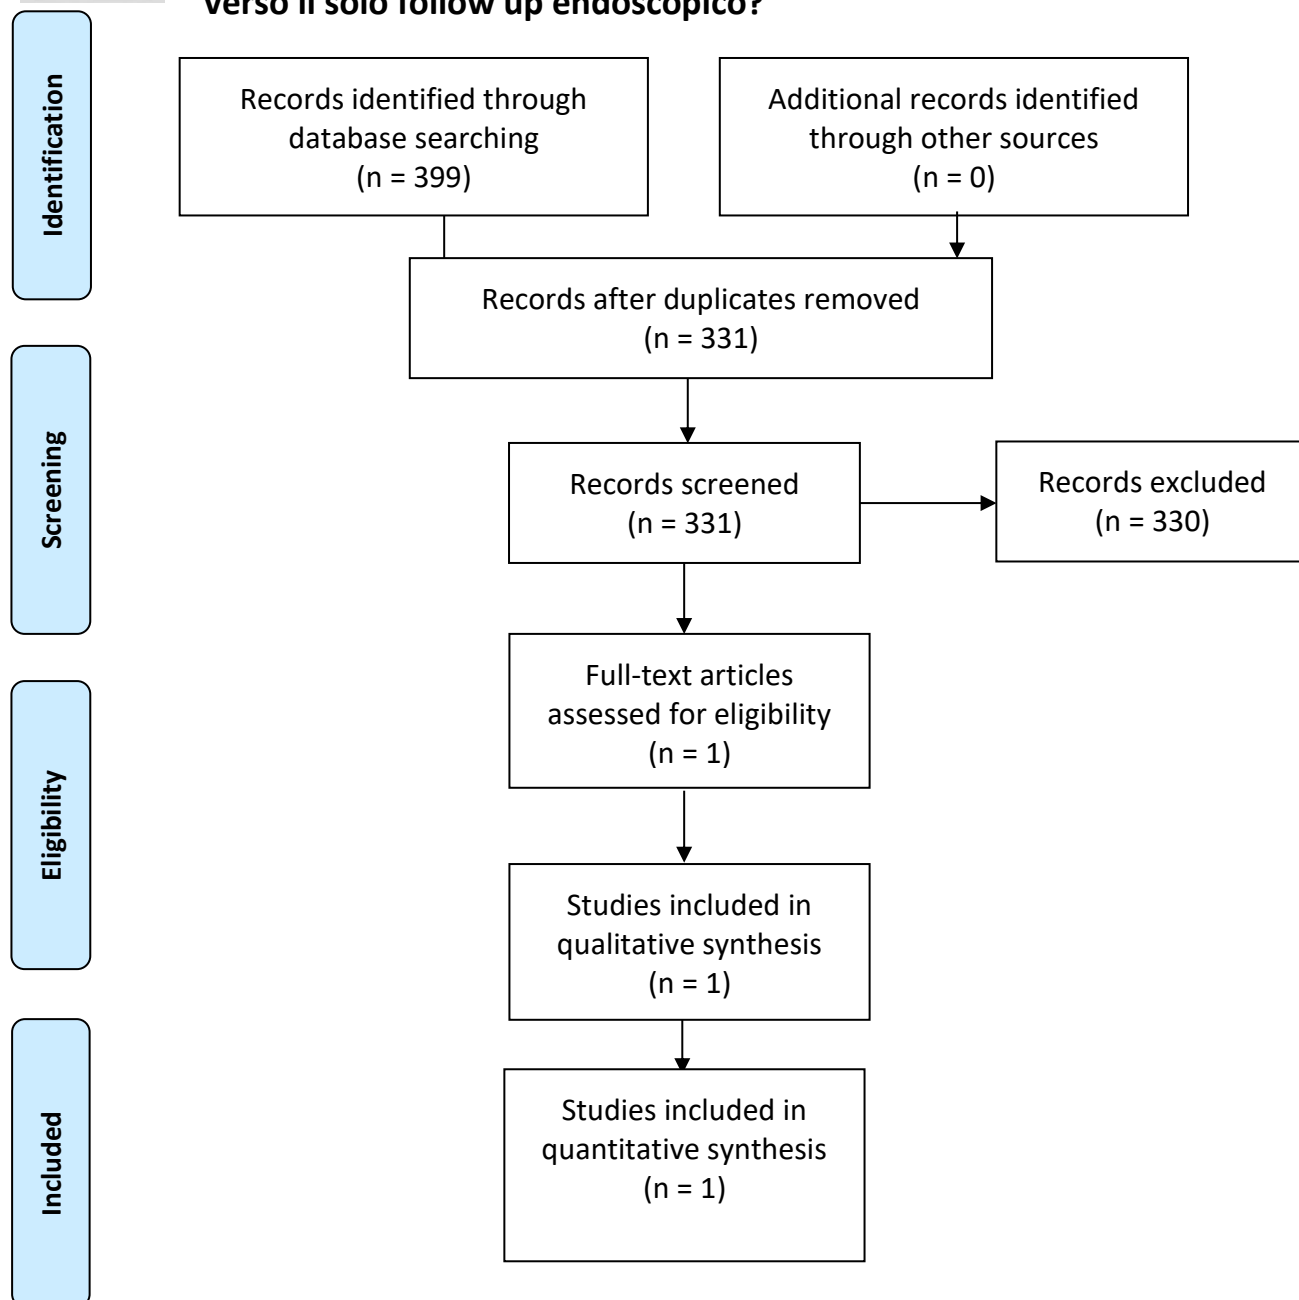 verso il solo follow up endoscopico?
Identification
Records identified through
database searching
(n = 399)
Additional records identified
through other sources
(n = 0)
Records after duplicates removed
(n = 331)
Screening
Records screened
(n = 331)
Records excluded
(n = 330)
Eligibility
Full-text articles
assessed for eligibility
(n = 1)
Studies included in
qualitative synthesis
(n = 1)
Included
Studies included in
quantitative synthesis
(n = 1)